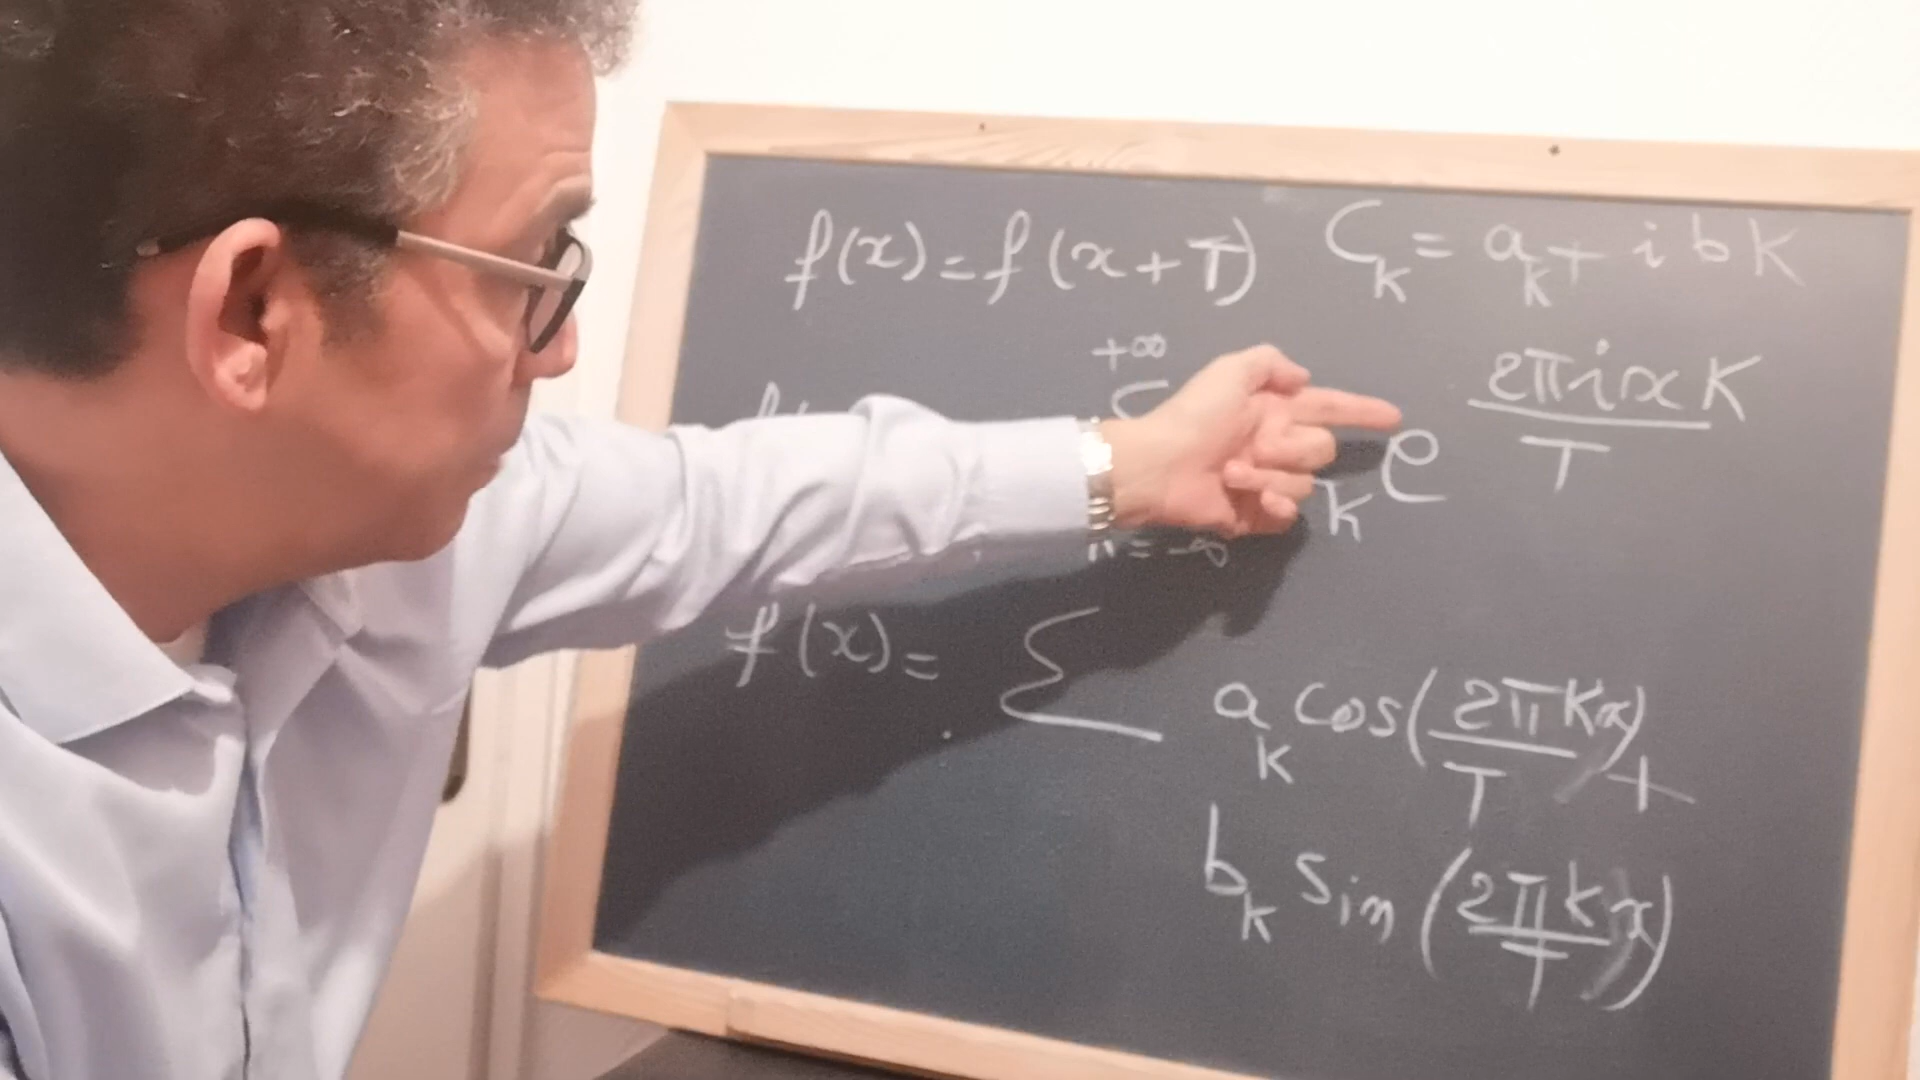 f(x) = f(x+T) C_k = a_k + i b k
+∞
k e 2πixk / T
= -∞
f(x) = Σ a_k cos(2πkx / T) +
b_k sin(2πkx / T)